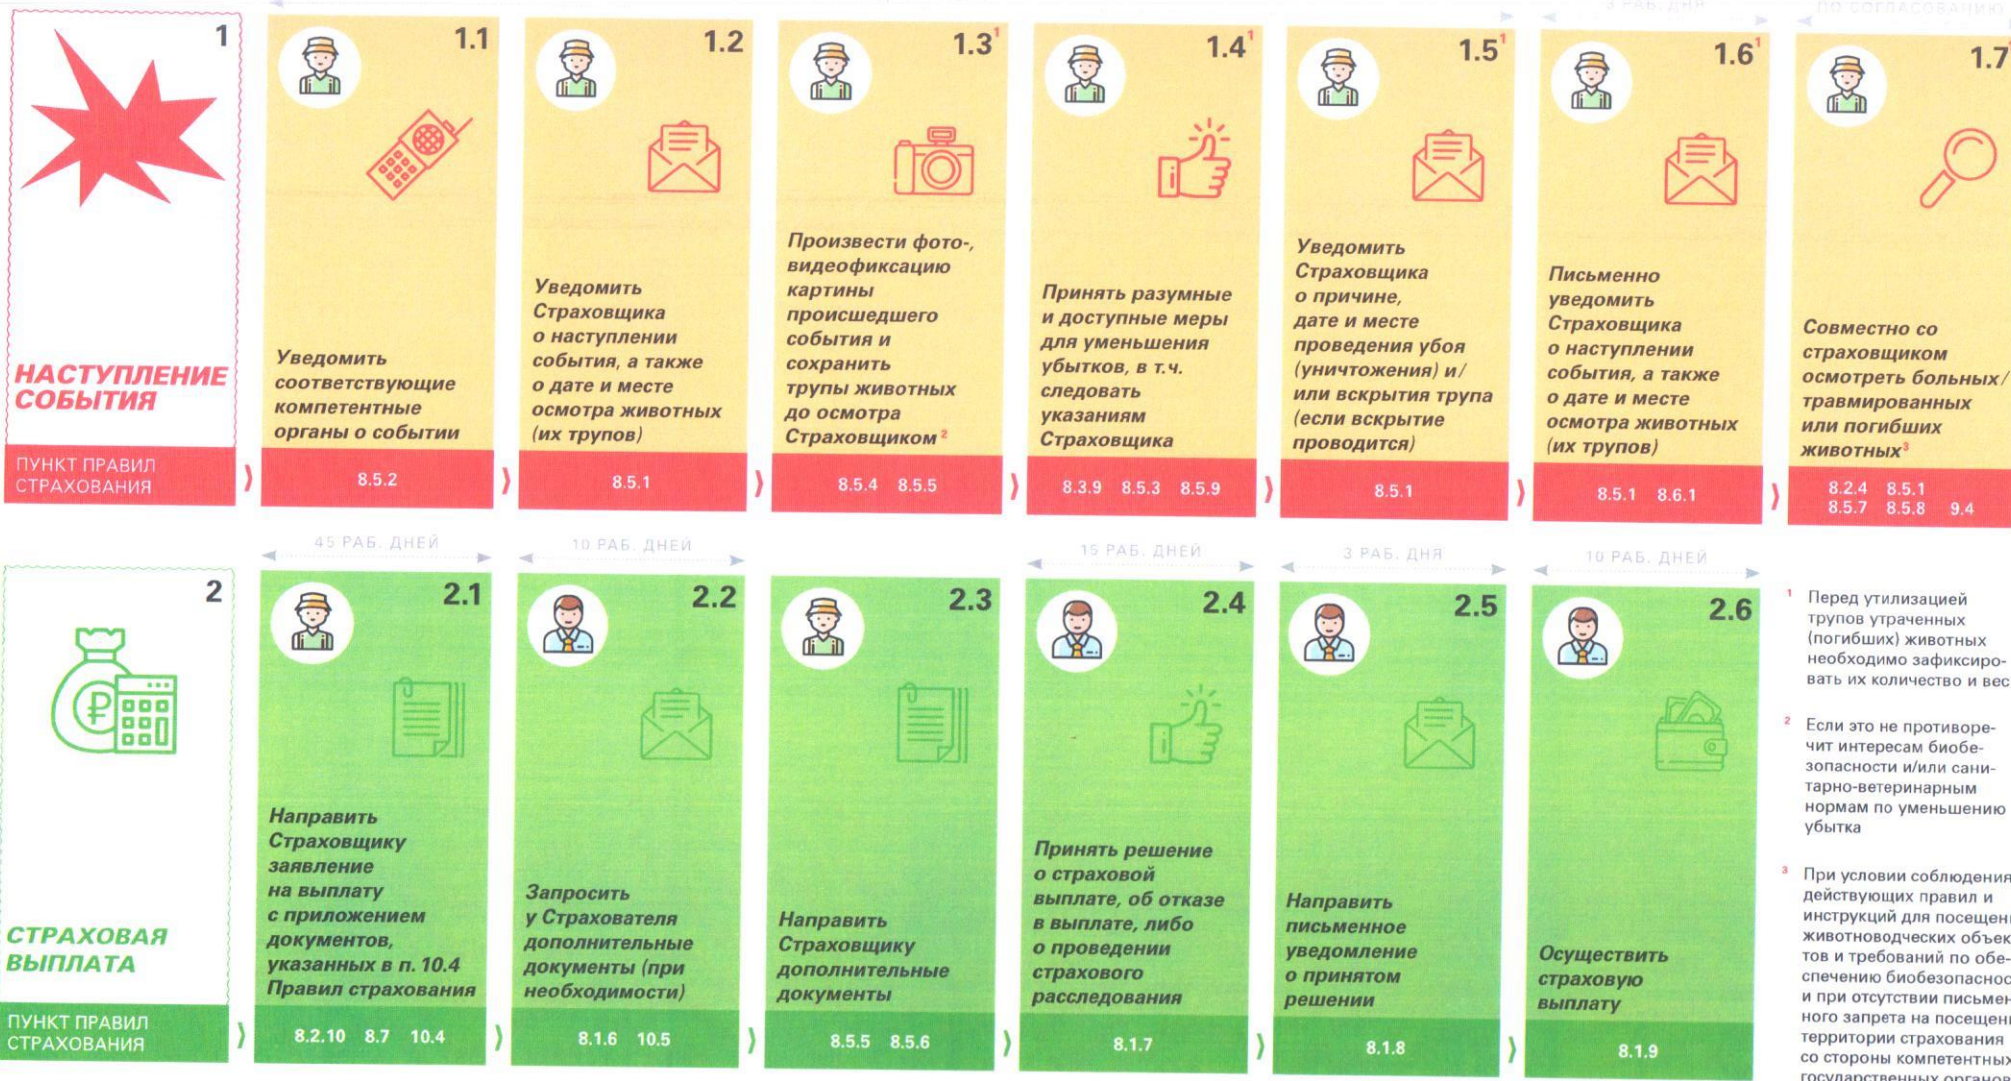 3 РАБ. ДНЯ
ПО СОГЛАСОВАНИЮ
1
НАСТУПЛЕНИЕ
СОБЫТИЯ
ПУНКТ ПРАВИЛ
СТРАХОВАНИЯ
1.1
Уведомить
соответствующие
компетентные
органы о событии
8.5.2
1.2
Уведомить
Страховщика
о наступлении
события, а также
о дате и месте
осмотра животных
(их трупов)
8.5.1
1.3¹
Произвести фото-,
видеофиксацию
картины
происшедшего
события и
сохранить
трупы животных
до осмотра
Страховщиком ²
8.5.4 8.5.5
1.4¹
Принять разумные
и доступные меры
для уменьшения
убытков, в т.ч.
следовать
указаниям
Страховщика
8.3.9 8.5.3 8.5.9
1.5¹
Уведомить
Страховщика
о причине,
дате и месте
проведения убоя
(уничтожения) и/
или вскрытия трупа
(если вскрытие
проводится)
8.5.1
1.6¹
Письменно
уведомить
Страховщика
о наступлении
события, а также
о дате и месте
осмотра животных
(их трупов)
8.5.1 8.6.1
1.7
Совместно со
страховщиком
осмотреть больных/
травмированных
или погибших
животных³
8.2.4 8.5.1
8.5.7 8.5.8 9.4
2
СТРАХОВАЯ
ВЫПЛАТА
ПУНКТ ПРАВИЛ
СТРАХОВАНИЯ
45 РАБ. ДНЕЙ
2.1
Направить
Страховщику
заявление
на выплату
с приложением
документов,
указанных в п. 10.4
Правил страхования
8.2.10 8.7 10.4
10 РАБ. ДНЕЙ
2.2
Запросить
у Страхователя
дополнительные
документы (при
необходимости)
8.1.6 10.5
2.3
Направить
Страховщику
дополнительные
документы
8.5.5 8.5.6
15 РАБ. ДНЕЙ
2.4
Принять решение
о страховой
выплате, об отказе
в выплате, либо
о проведении
страхового
расследования
8.1.7
3 РАБ. ДНЯ
2.5
Направить
письменное
уведомление
о принятом
решении
8.1.8
10 РАБ. ДНЕЙ
2.6
Осуществить
страховую
выплату
8.1.9
¹ Перед утилизацией
трупов утраченных
(погибших) животных
необходимо зафиксиро-
вать их количество и вес
² Если это не противоре-
чит интересам биобе-
зопасности и/или сани-
тарно-ветеринарным
нормам по уменьшению
убытка
³ При условии соблюдения
действующих правил и
инструкций для посещени
животноводческих объек
тов и требований по обе-
спечению биобезопаснос
и при отсутствии письмен
ного запрета на посещени
территории страхования
со стороны компетентных
государственных органов